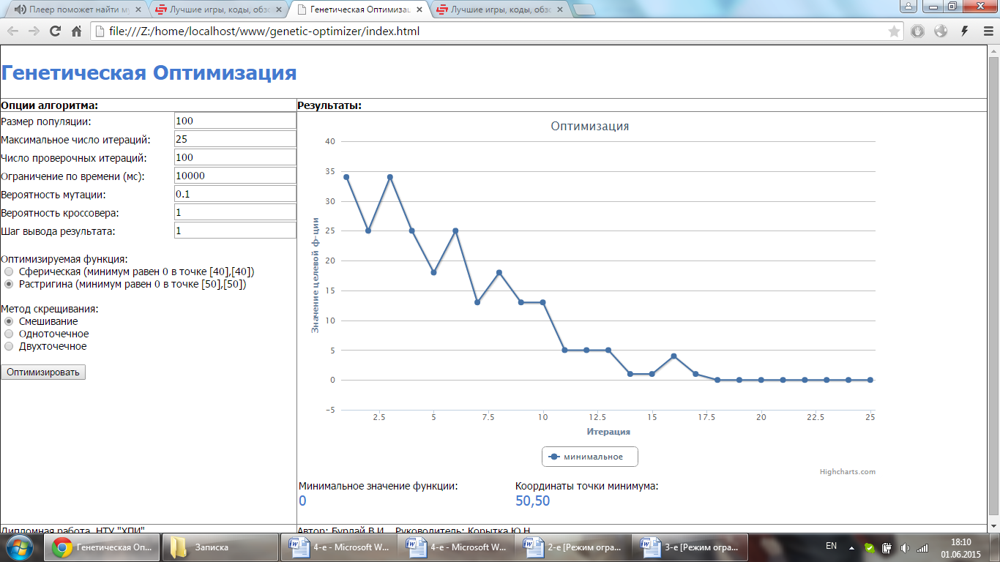 Плеер поможет найти му
Лучшие игры, коды, обзо
Генетическая Оптимизац
Лучшие игры, коды, обзо
file:///Z:/home/localhost/www/genetic-optimizer/index.html
Генетическая Оптимизация
Опции алгоритма:
Размер популяции: 100
Максимальное число итераций: 25
Число проверочных итераций: 100
Ограничение по времени (мс): 10000
Вероятность мутации: 0.1
Вероятность кроссовера: 1
Шаг вывода результата: 1
Оптимизируемая функция:
Сферическая (минимум равен 0 в точке [40],[40])
Растригина (минимум равен 0 в точке [50],[50])
Метод скрещивания:
Смешивание
Одноточечное
Двухточечное
Оптимизировать
Результаты:
Оптимизация
Значение целевой ф-ции
40
35
30
25
20
15
10
5
0
-5
2.5 5 7.5 10 12.5 15 17.5 20 22.5 25
Итерация
минимальное
Highcharts.com
Минимальное значение функции:
0
Координаты точки минимума:
50,50
Дипломная работа, НТУ "ХПИ"
Автор: Бурлай В.И. Руководитель: Корытка Ю.Н.
Генетическая Оп...
Записка
4-е - Microsoft W...
4-е - Microsoft W...
2-е [Режим огра...
3-е [Режим огра...
EN
18:10
01.06.2015